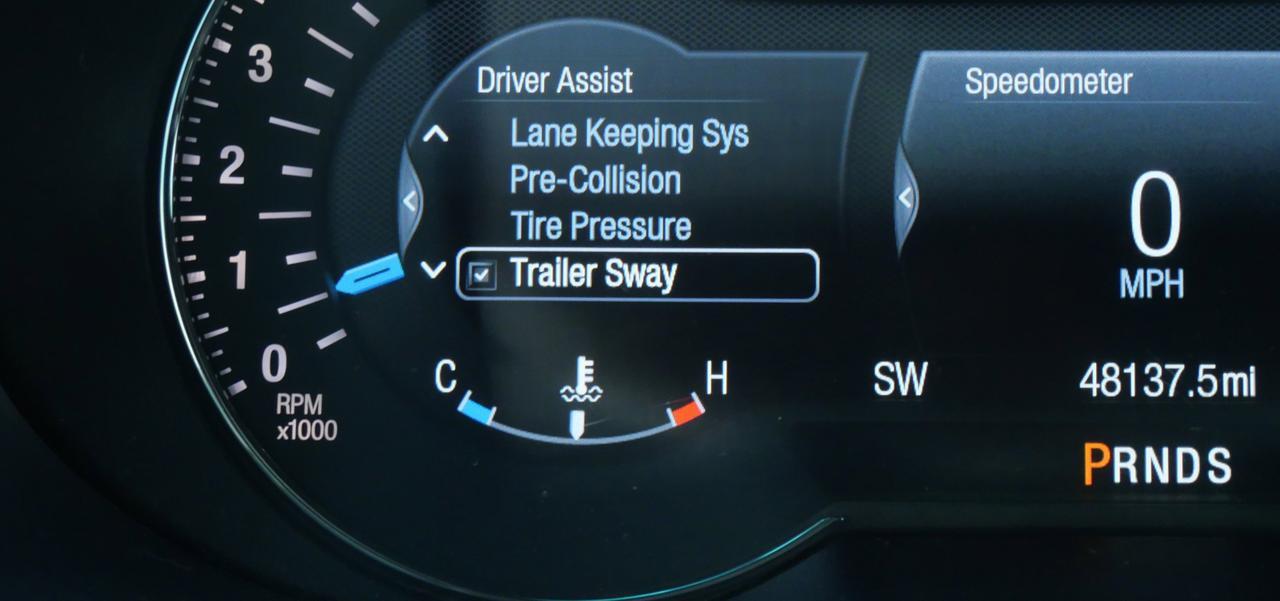 3
2
1
0
RPM
x1000
Driver Assist
Lane Keeping Sys
Pre-Collision
Tire Pressure
Trailer Sway
C
H
Speedometer
0
MPH
SW
48137.5mi
PRNDS